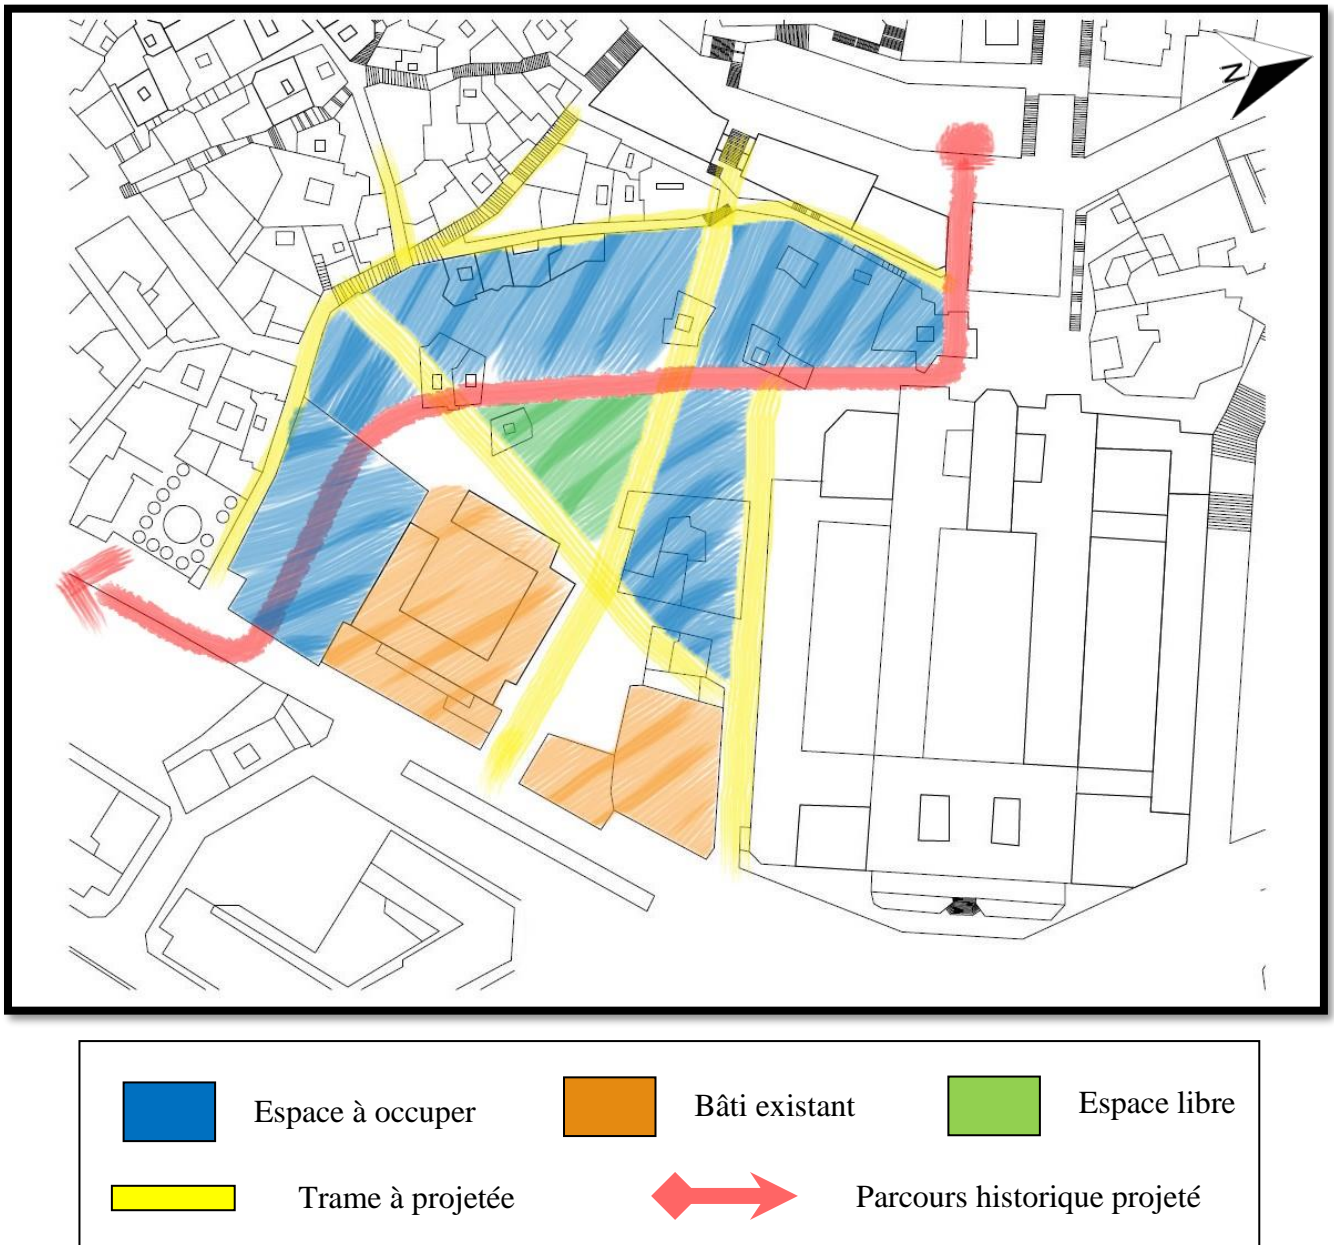 N
Espace à occuper
Bâti existant
Espace libre
Trame à projetée
Parcours historique projeté